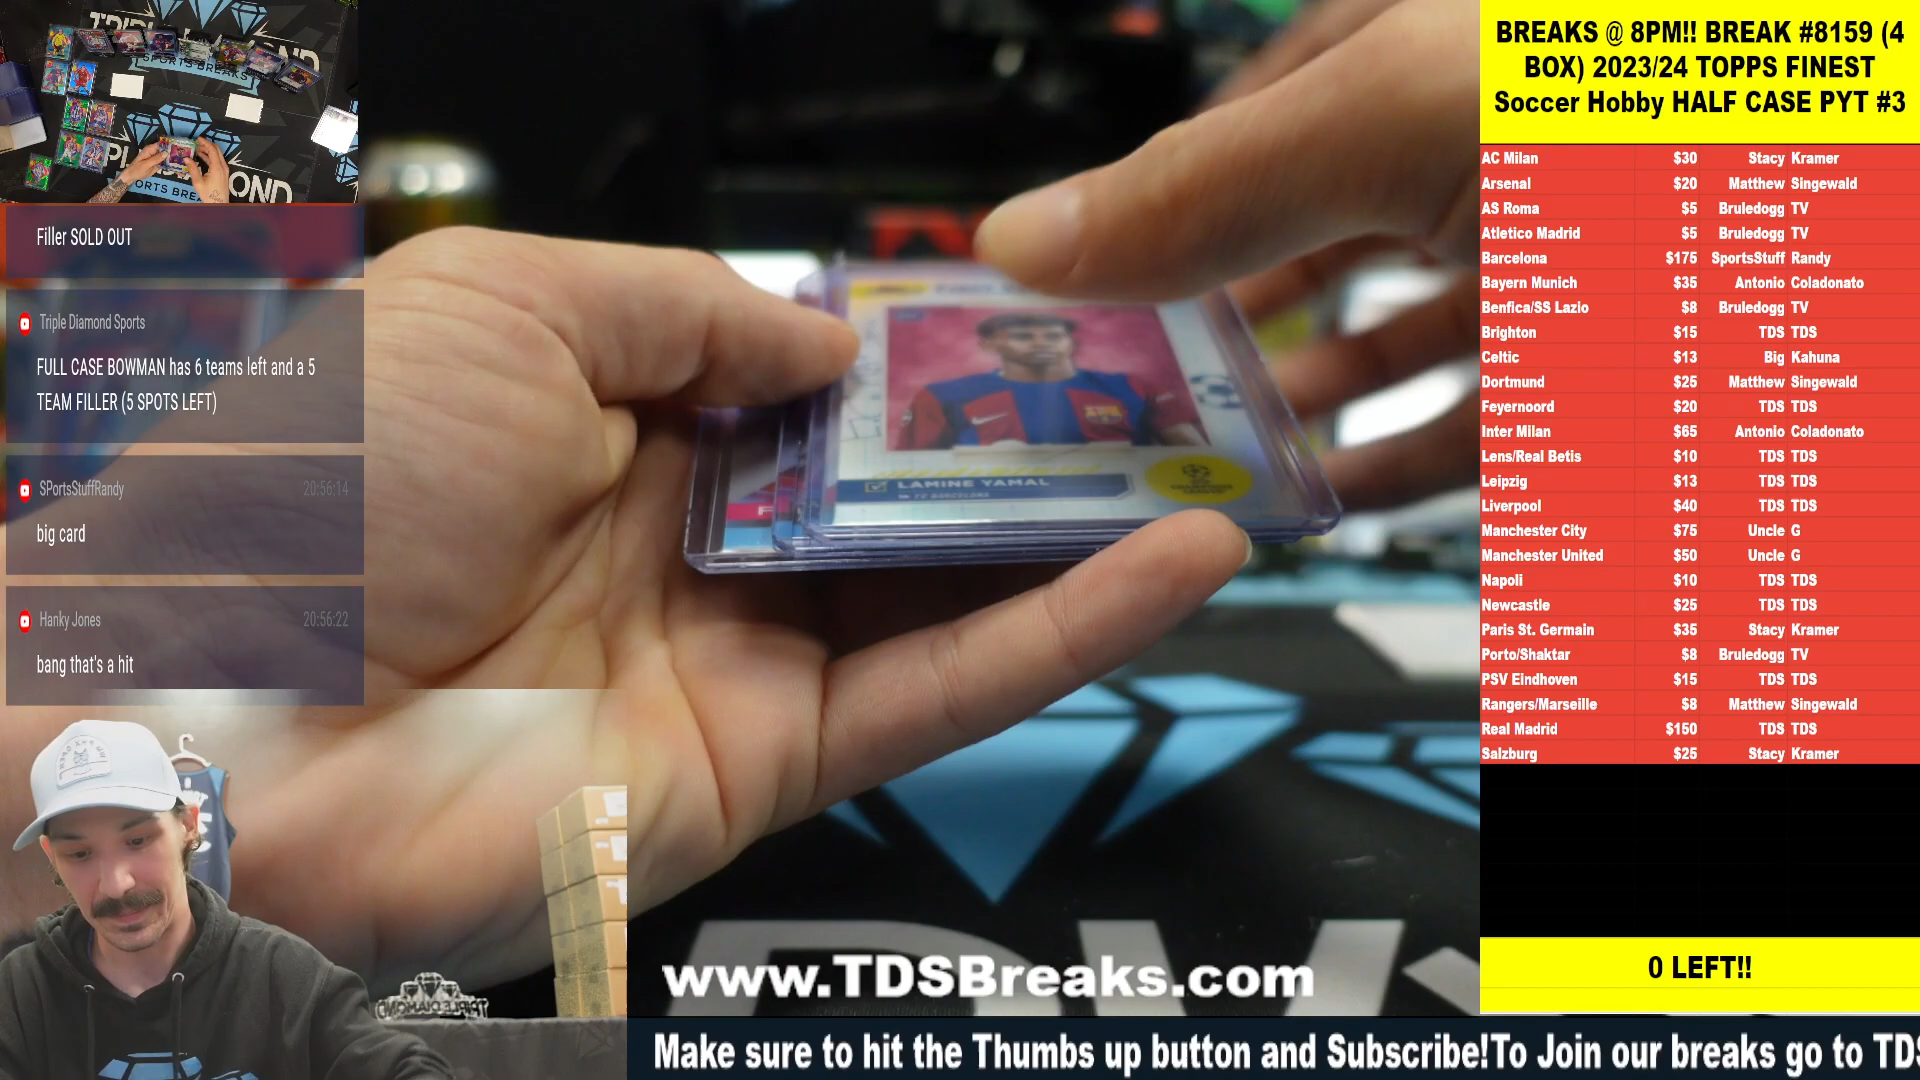 BREAKS @ 8PM!! BREAK #8159 (4
BOX) 2023/24 TOPPS FINEST
Soccer Hobby HALF CASE PYT #3
AC Milan $30 Stacy Kramer
Arsenal $20 Matthew Singewald
AS Roma $5 Bruledogg TV
Atletico Madrid $5 Bruledogg TV
Barcelona $175 SportsStuff Randy
Bayern Munich $35 Antonio Coladonato
Benfica/SS Lazio $8 Bruledogg TV
Brighton $15 TDS TDS
Celtic $13 Big Kahuna
Dortmund $25 Matthew Singewald
Feyernoord $20 TDS TDS
Inter Milan $65 Antonio Coladonato
Lens/Real Betis $10 TDS TDS
Leipzig $13 TDS TDS
Liverpool $40 TDS TDS
Manchester City $75 Uncle G
Manchester United $50 Uncle G
Napoli $10 TDS TDS
Newcastle $25 TDS TDS
Paris St. Germain $35 Stacy Kramer
Porto/Shaktar $8 Bruledogg TV
PSV Eindhoven $15 TDS TDS
Rangers/Marseille $8 Matthew Singewald
Real Madrid $150 TDS TDS
Salzburg $25 Stacy Kramer
0 LEFT!!
Filler SOLD OUT
Triple Diamond Sports
FULL CASE BOWMAN has 6 teams left and a 5
TEAM FILLER (5 SPOTS LEFT)
SPortsStuffRandy 20:56:14
big card
Hanky Jones 20:56:22
bang that's a hit
LAMINE YAMAL
FC BARCELONA
SPORTS BREAKS
www.TDSBreaks.com
Make sure to hit the Thumbs up button and Subscribe!To Join our breaks go to TDS